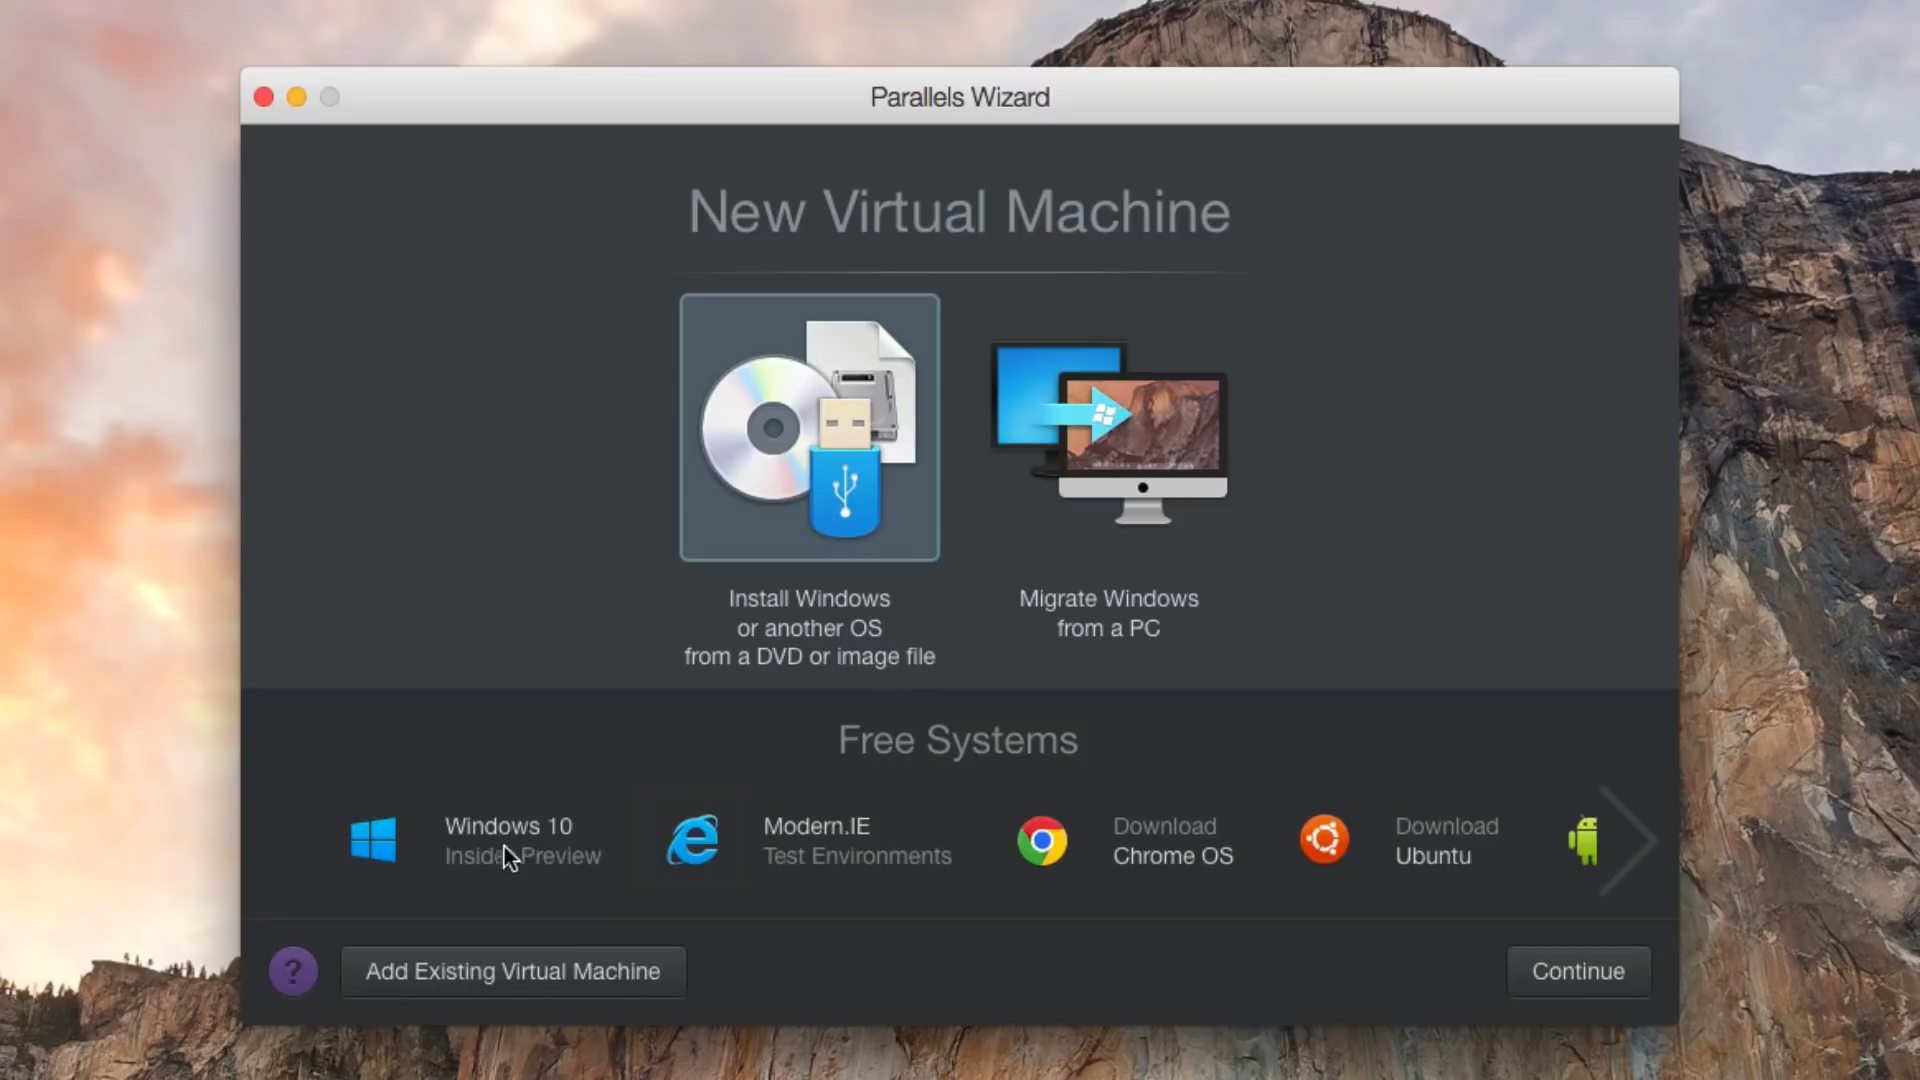 Parallels Wizard
New Virtual Machine
Install Windows
or another OS
from a DVD or image file
Migrate Windows
from a PC
Free Systems
Windows 10
Insider Preview
Modern.IE
Test Environments
Download
Chrome OS
Download
Ubuntu
?
Add Existing Virtual Machine
Continue